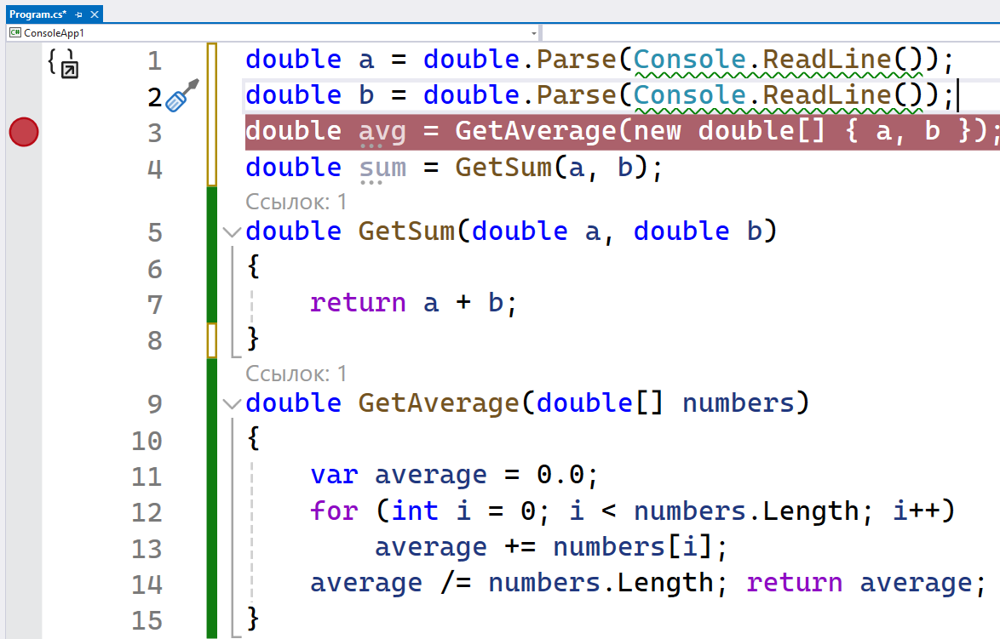 Program.cs*
C# ConsoleApp1
1 double a = double.Parse(Console.ReadLine());
2 double b = double.Parse(Console.ReadLine());
3 double avg = GetAverage(new double[] { a, b });
4 double sum = GetSum(a, b);
Ссылок: 1
5 double GetSum(double a, double b)
6 {
7 return a + b;
8 }
Ссылок: 1
9 double GetAverage(double[] numbers)
10 {
11 var average = 0.0;
12 for (int i = 0; i < numbers.Length; i++)
13 average += numbers[i];
14 average /= numbers.Length; return average;
15 }